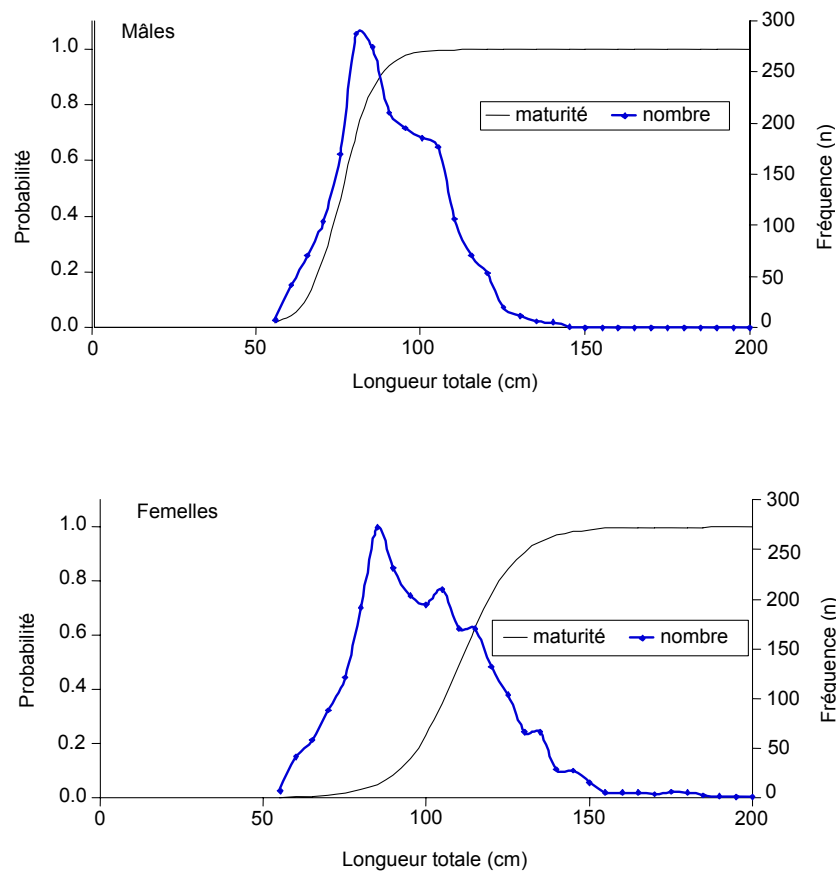 Mâles
300
250
200
150
100
50
0
1.0
0.8
0.6
0.4
0.2
0.0
maturité nombre
Probabilité
Fréquence (n)
0 50 100 150 200
Longueur totale (cm)
Femelles
300
250
200
150
100
50
0
1.0
0.8
0.6
0.4
0.2
0.0
maturité nombre
Probabilité
Fréquence (n)
0 50 100 150 200
Longueur totale (cm)